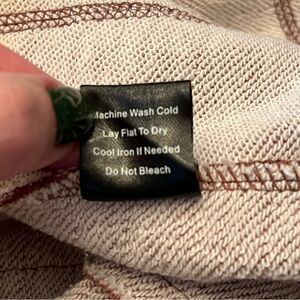 Machine Wash Cold
Lay Flat To Dry
Cool Iron If Needed
Do Not Bleach